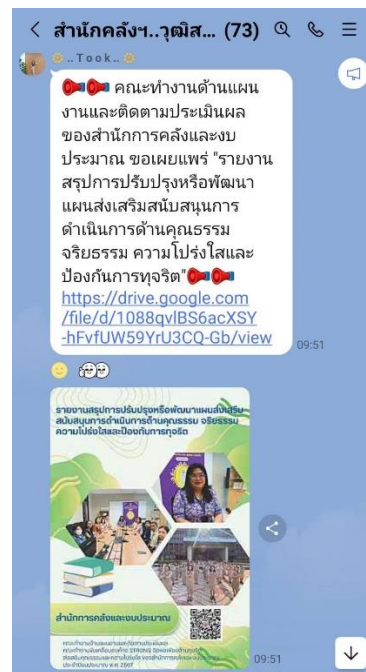 สำนักคลังฯ..วุฒิส... (73)
..Took..
คณะทำงานด้านแผน
งานและติดตามประเมินผล
ของสำนักการคลังและงบ
ประมาณ ขอเผยแพร่ "รายงาน
สรุปการปรับปรุงหรือพัฒนา
แผนส่งเสริมสนับสนุนการ
ดำเนินการด้านคุณธรรม
จริยธรรม ความโปร่งใสและ
ป้องกันการทุจริต"
https://drive.google.com
/file/d/1088qvlBS6acXSY
-hFvfUW59YrU3CQ-Gb/view
09:51
รายงานสรุปการปรับปรุงหรือพัฒนาแผนส่งเสริม
สนับสนุนการดำเนินการด้านคุณธรรม จริยธรรม
ความโปร่งใสและป้องกันการทุจริต
สำนักการคลังและงบประมาณ
09:51